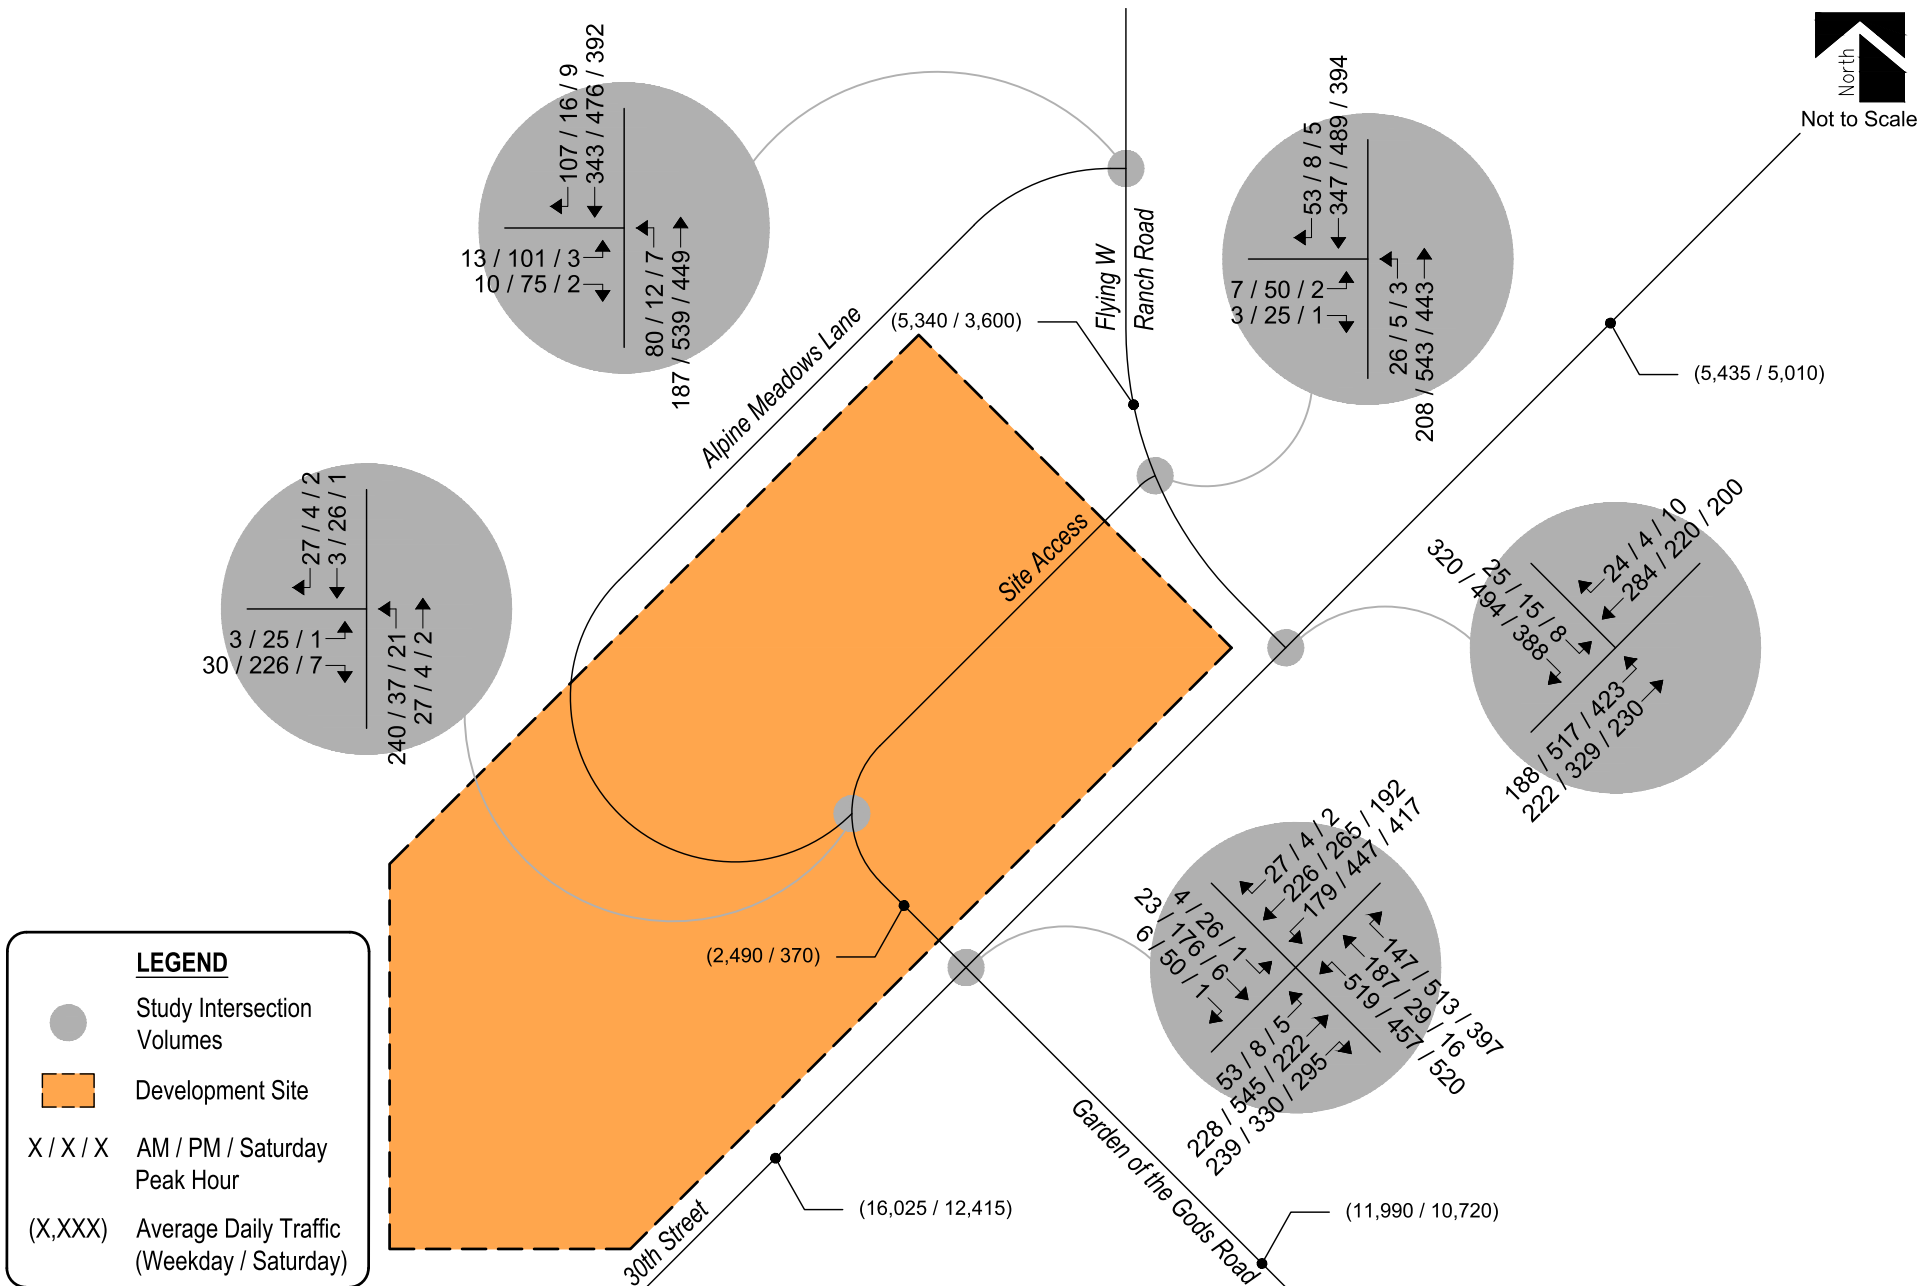 North
Not to Scale
107 / 16 / 9
343 / 476 / 392
13 / 101 / 3
10 / 75 / 2
80 / 12 / 7
187 / 539 / 449
53 / 8 / 5
347 / 489 / 394
7 / 50 / 2
3 / 25 / 1
26 / 5 / 3
208 / 543 / 443
Flying W
Ranch Road
(5,340 / 3,600)
(5,435 / 5,010)
Alpine Meadows Lane
27 / 4 / 2
3 / 26 / 1
3 / 25 / 1
30 / 226 / 7
240 / 37 / 21
27 / 4 / 2
Site Access
24 / 4 / 10
284 / 220 / 200
25 / 15 / 8
320 / 494 / 388
188 / 517 / 423
222 / 329 / 230
27 / 4 / 2
226 / 265 / 192
179 / 447 / 417
4 / 26 / 1
23 / 176 / 6
6 / 50 / 1
147 / 513 / 397
187 / 29 / 16
519 / 457 / 520
53 / 8 / 5
228 / 545 / 222
239 / 330 / 295
(2,490 / 370)
(16,025 / 12,415)
(11,990 / 10,720)
30th Street
Garden of the Gods Road
LEGEND
Study Intersection
Volumes
Development Site
X / X / X
AM / PM / Saturday
Peak Hour
(X,XXX)
Average Daily Traffic
(Weekday / Saturday)